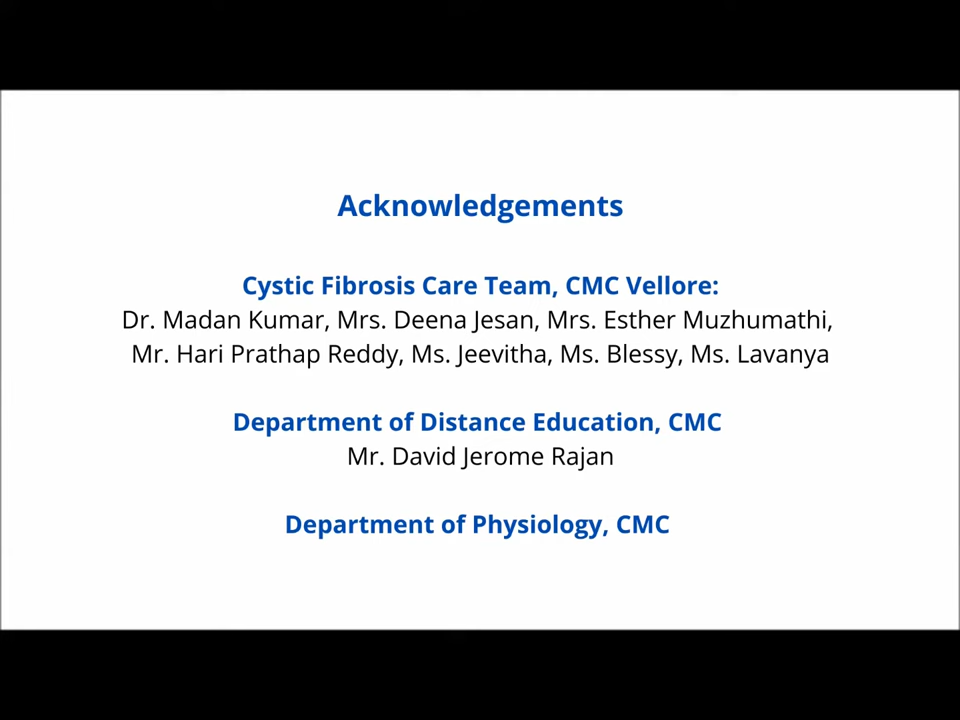 Acknowledgements
Cystic Fibrosis Care Team, CMC Vellore:
Dr. Madan Kumar, Mrs. Deena Jesan, Mrs. Esther Muzhumathi,
Mr. Hari Prathap Reddy, Ms. Jeevitha, Ms. Blessy, Ms. Lavanya
Department of Distance Education, CMC
Mr. David Jerome Rajan
Department of Physiology, CMC